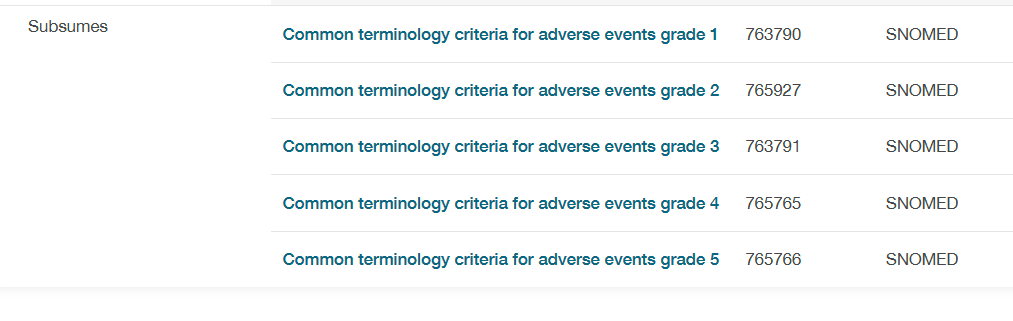 Subsumes
Common terminology criteria for adverse events grade 1 763790 SNOMED
Common terminology criteria for adverse events grade 2 765927 SNOMED
Common terminology criteria for adverse events grade 3 763791 SNOMED
Common terminology criteria for adverse events grade 4 765765 SNOMED
Common terminology criteria for adverse events grade 5 765766 SNOMED